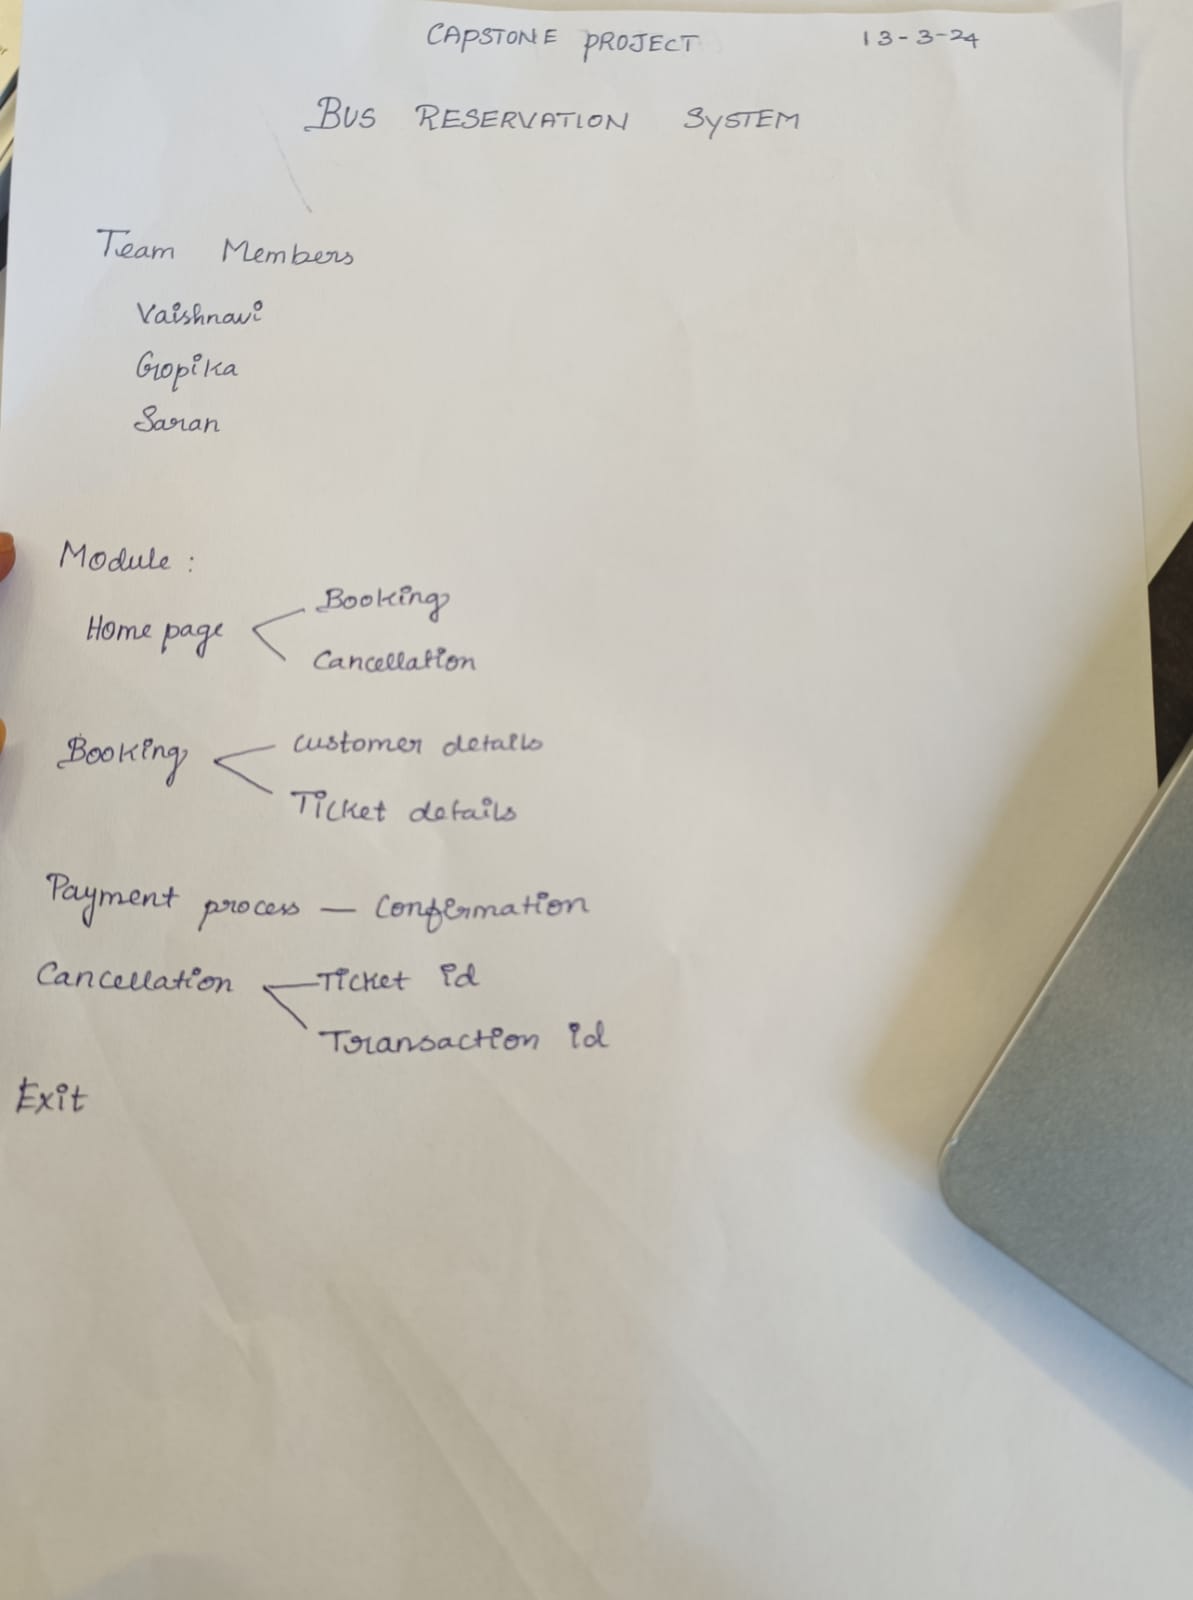 CAPSTONE PROJECT 13-3-24
BUS RESERVATION SYSTEM
Team Members
Vaishnavi
Gopika
Saran
Module :
Home page
Booking
Cancellation
Booking
customer details
Ticket details
Payment process — Confirmation
Cancellation
Ticket id
Transaction id
Exit